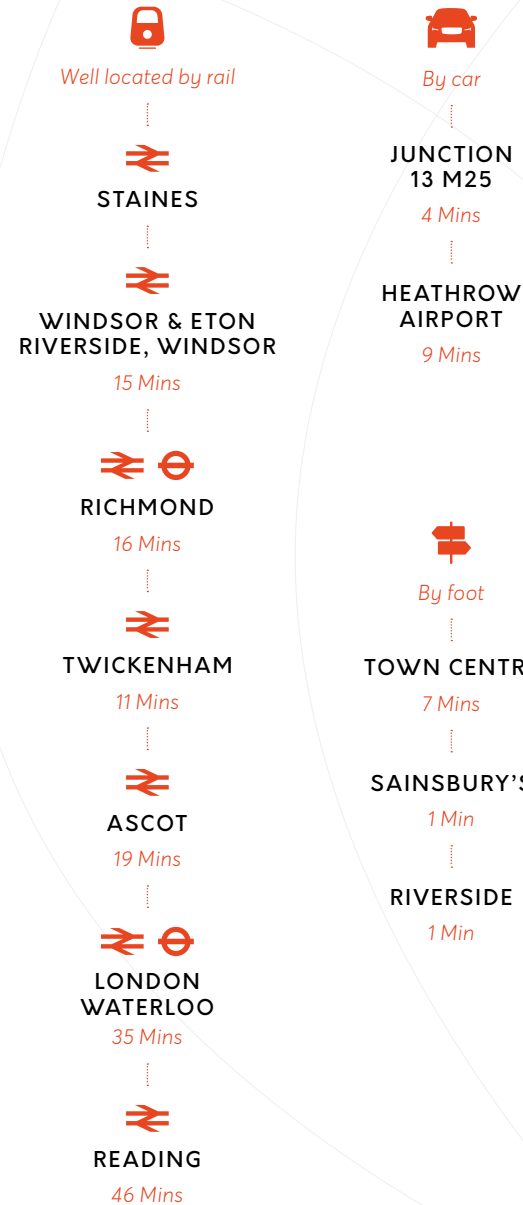 Well located by rail
STAINES
WINDSOR & ETON
RIVERSIDE, WINDSOR
15 Mins
RICHMOND
16 Mins
TWICKENHAM
11 Mins
ASCOT
19 Mins
LONDON
WATERLOO
35 Mins
READING
46 Mins
By car
JUNCTION
13 M25
4 Mins
HEATHROW
AIRPORT
9 Mins
By foot
TOWN CENTR
7 Mins
SAINSBURY'S
1 Min
RIVERSIDE
1 Min